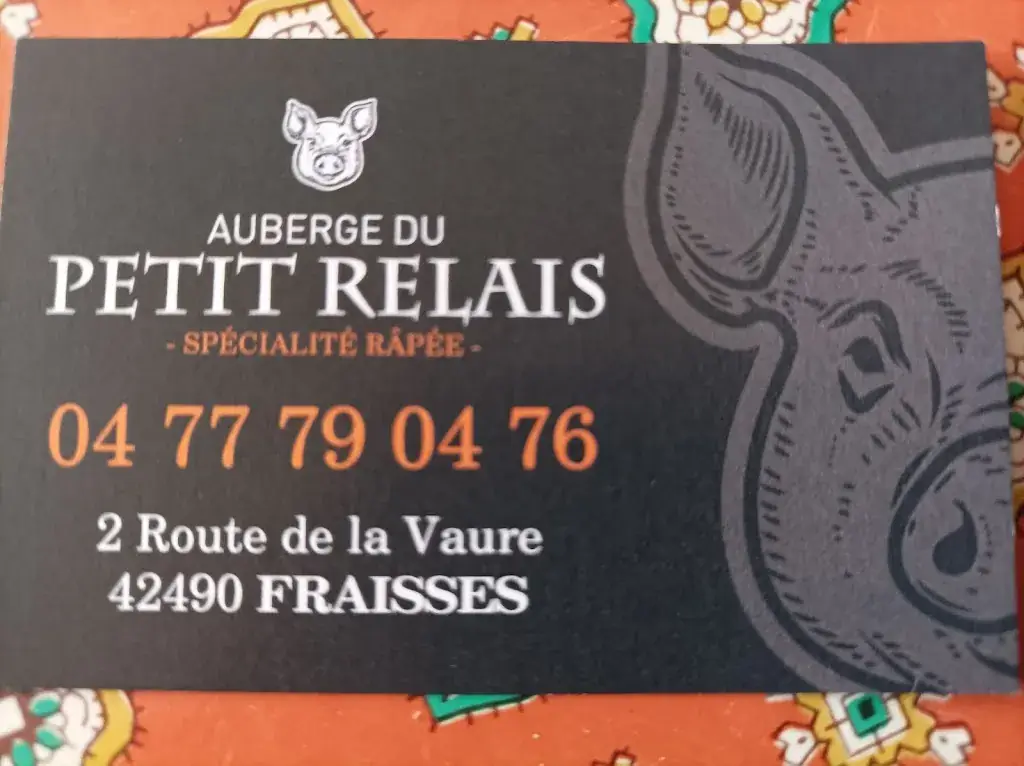 AUBERGE DU
PETIT RELAIS
- SPÉCIALITÉ RÂPÉE -
04 77 79 04 76
2 Route de la Vaure
42490 FRAISSES